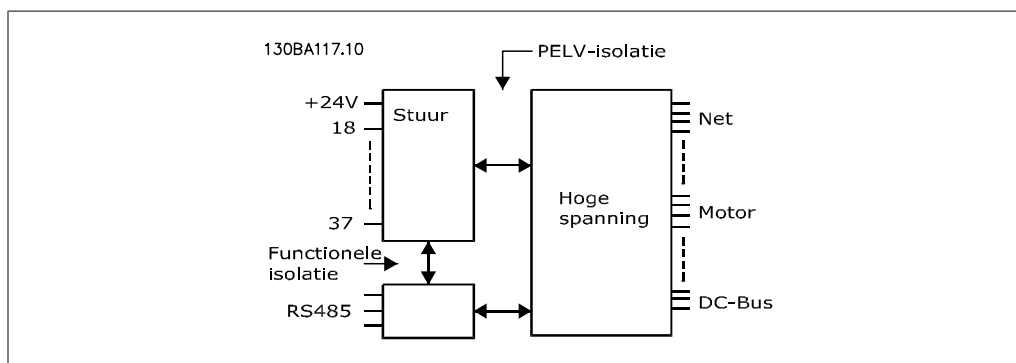 130BA117.10
PELV-isolatie
+24V
Stuur
18
37
Hoge
spanning
Net
Motor
DC-Bus
Functionele
isolatie
RS485